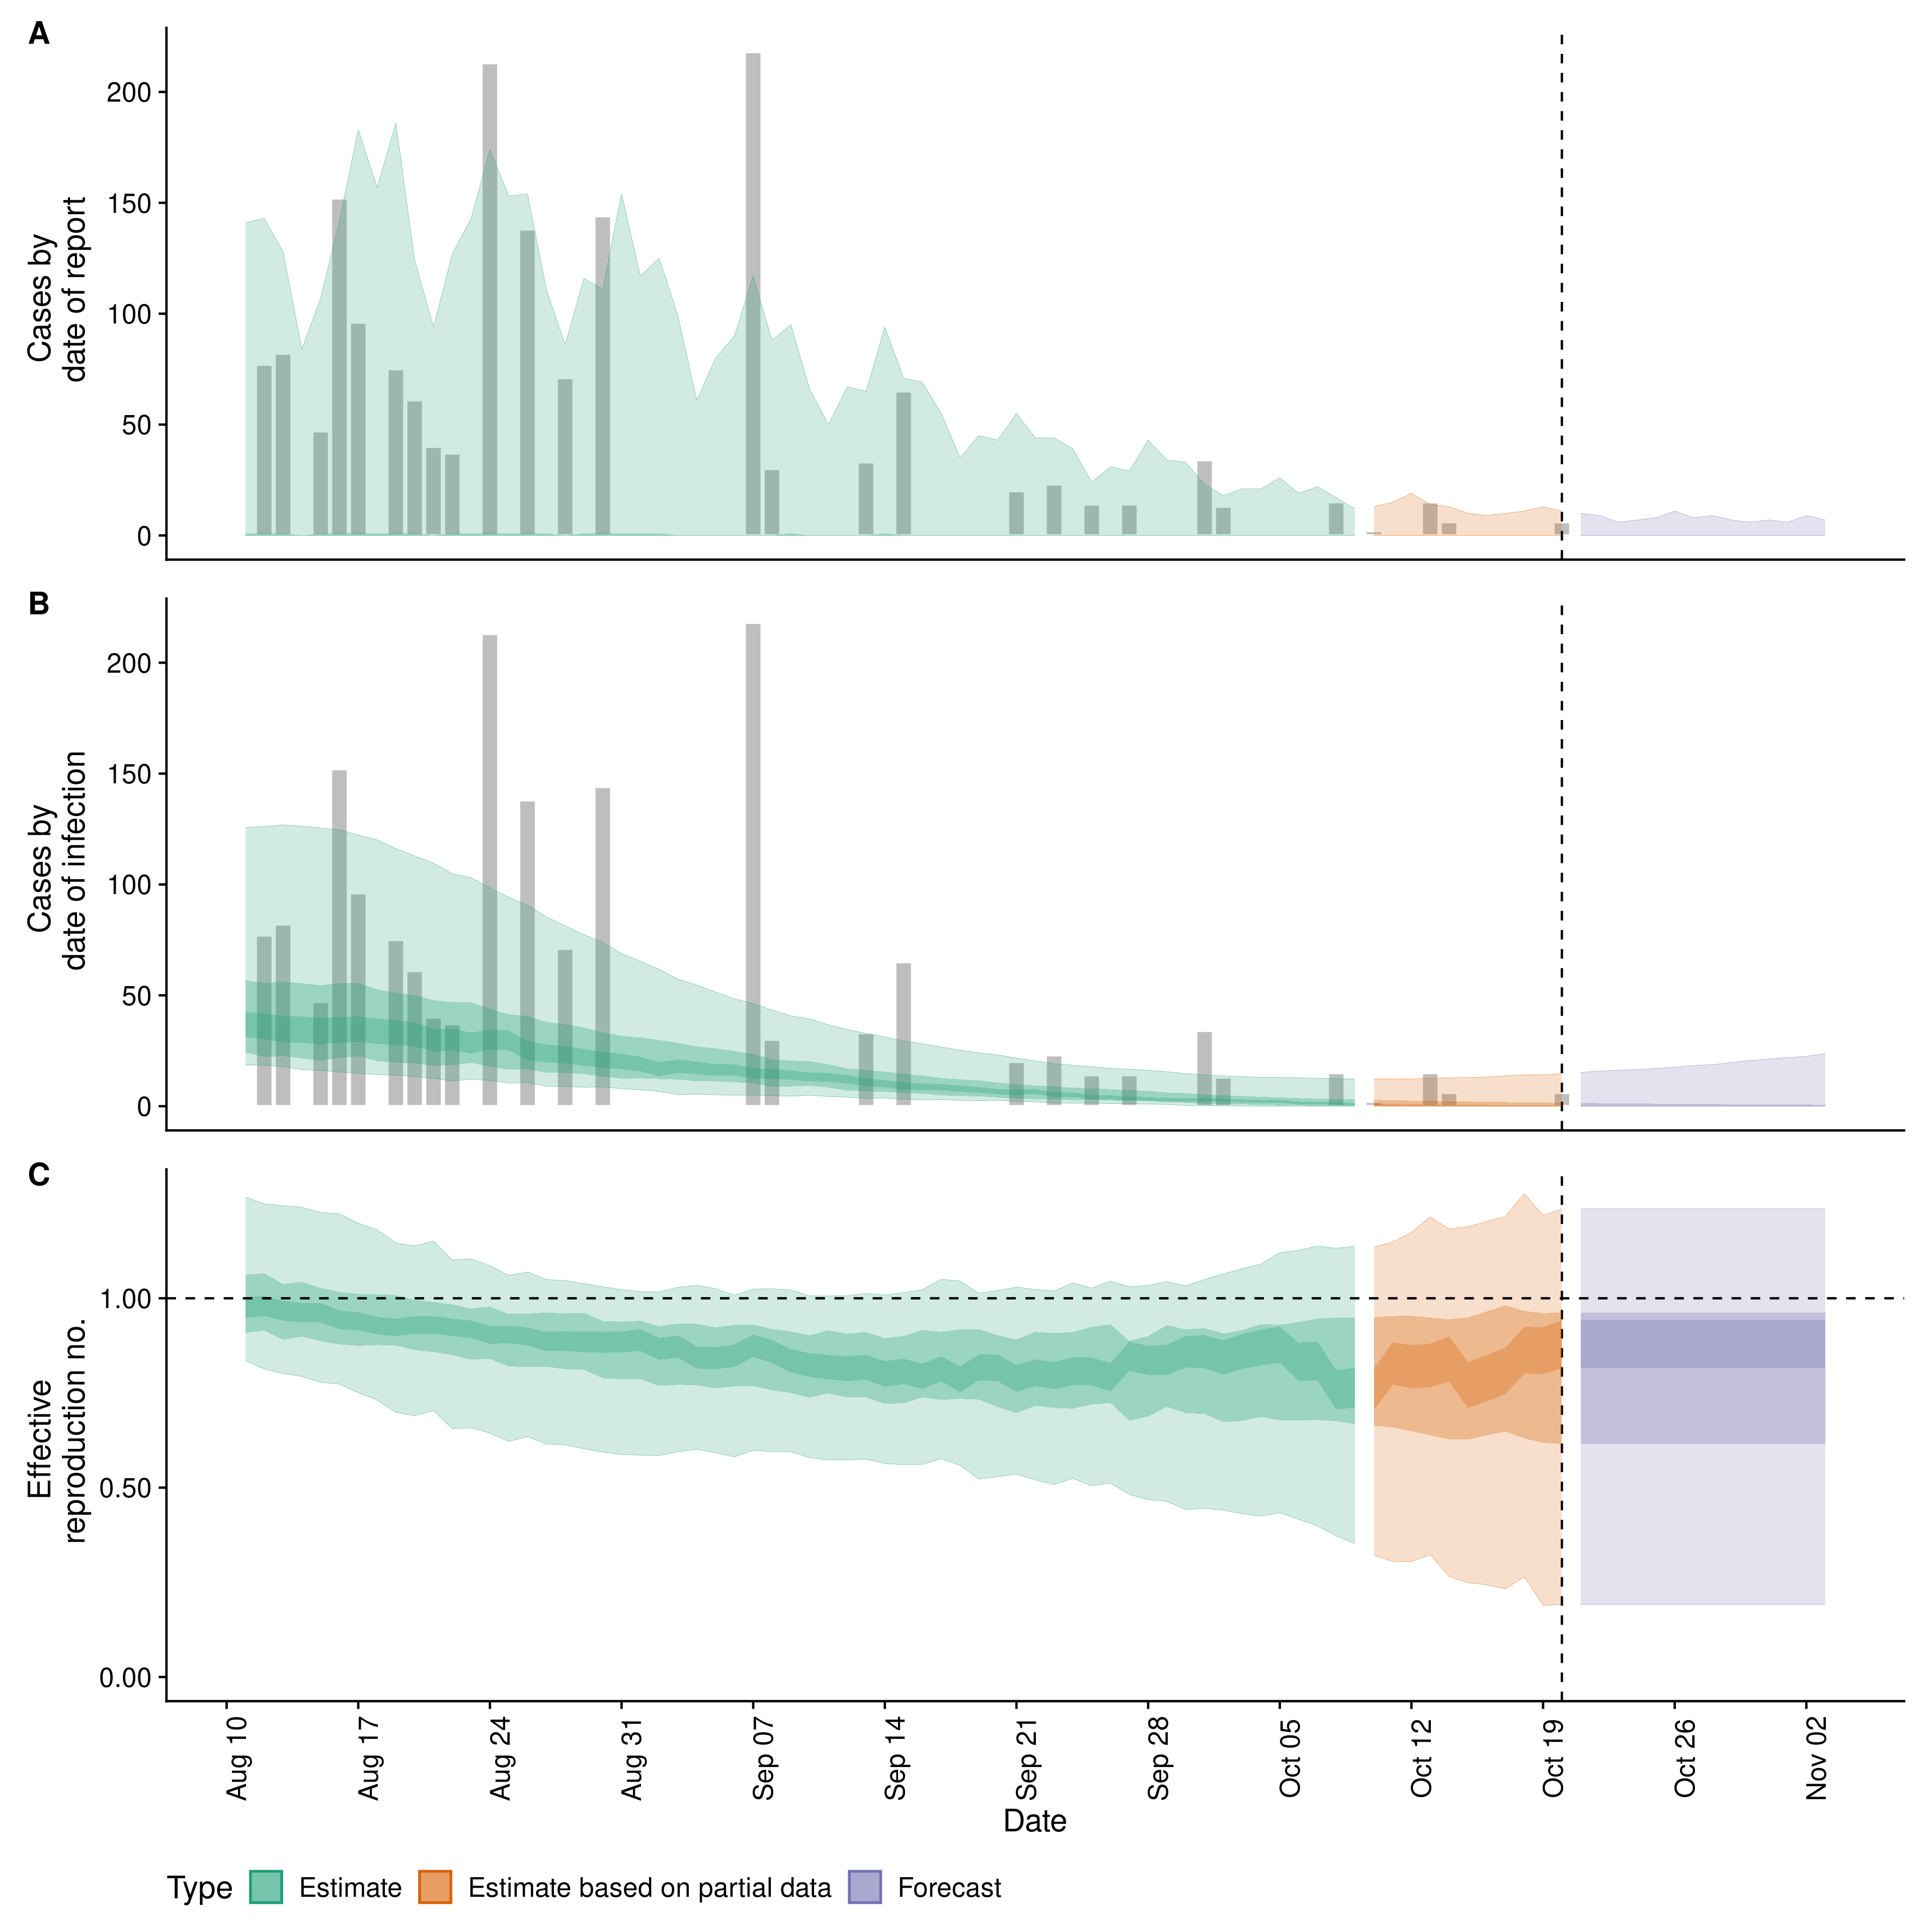 A
200
150
100
50
0
Cases by
date of report
B
200
150
100
50
0
Cases by
date of infection
C
1.00
0.50
0.00
Effective
reproduction no.
Aug 10
Aug 17
Aug 24
Aug 31
Sep 07
Sep 14
Sep 21
Sep 28
Oct 05
Oct 12
Oct 19
Oct 26
Nov 02
Date
Type Estimate Estimate based on partial data Forecast